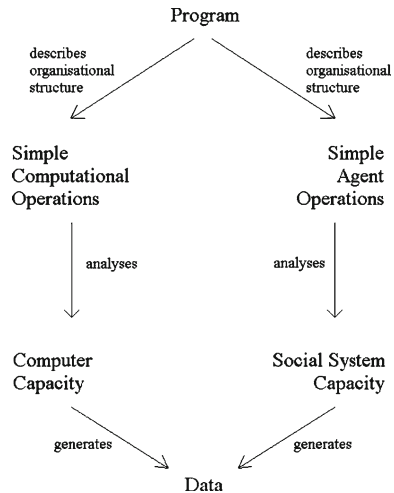 Program
describes
organisational
structure
describes
organisational
structure
Simple
Computational
Operations
Simple
Agent
Operations
analyses
analyses
Computer
Capacity
Social System
Capacity
generates
generates
Data